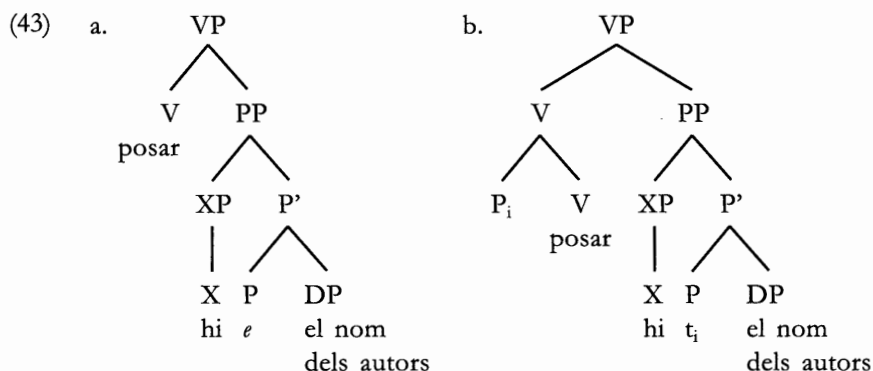 (43) a. VP b. VP
V PP V PP
posar
XP P' Pᵢ V XP P'
posar
X P DP X P DP
hi e el nom hi tᵢ el nom
dels autors dels autors